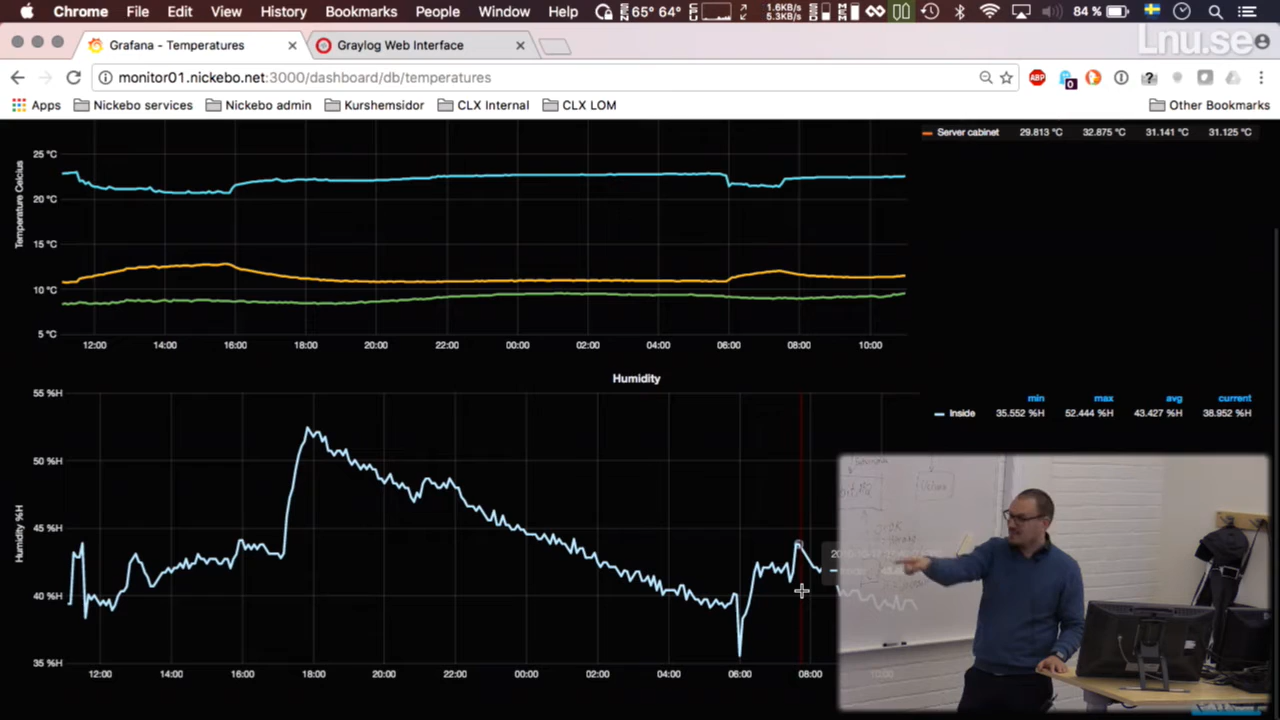 Chrome File Edit View History Bookmarks People Window Help 65° 64° 1.6KB/s 5.3KB/s 84 %
Grafana - Temperatures Graylog Web Interface Lnu.se
monitor01.nickebo.net:3000/dashboard/db/temperatures ABP 0
Apps Nickebo services Nickebo admin Kurshemsidor CLX Internal CLX LOM Other Bookmarks
Server cabinet 29.813 °C 32.875 °C 31.141 °C 31.125 °C
Temperature Celcius
25 °C
20 °C
15 °C
10 °C
5 °C
12:00 14:00 16:00 18:00 20:00 22:00 00:00 02:00 04:00 06:00 08:00 10:00
Humidity
min max avg current
Inside 35.552 %H 52.444 %H 43.427 %H 38.952 %H
Humidity %H
55 %H
50 %H
45 %H
40 %H
35 %H
12:00 14:00 16:00 18:00 20:00 22:00 00:00 02:00 04:00 06:00 08:00 10:00